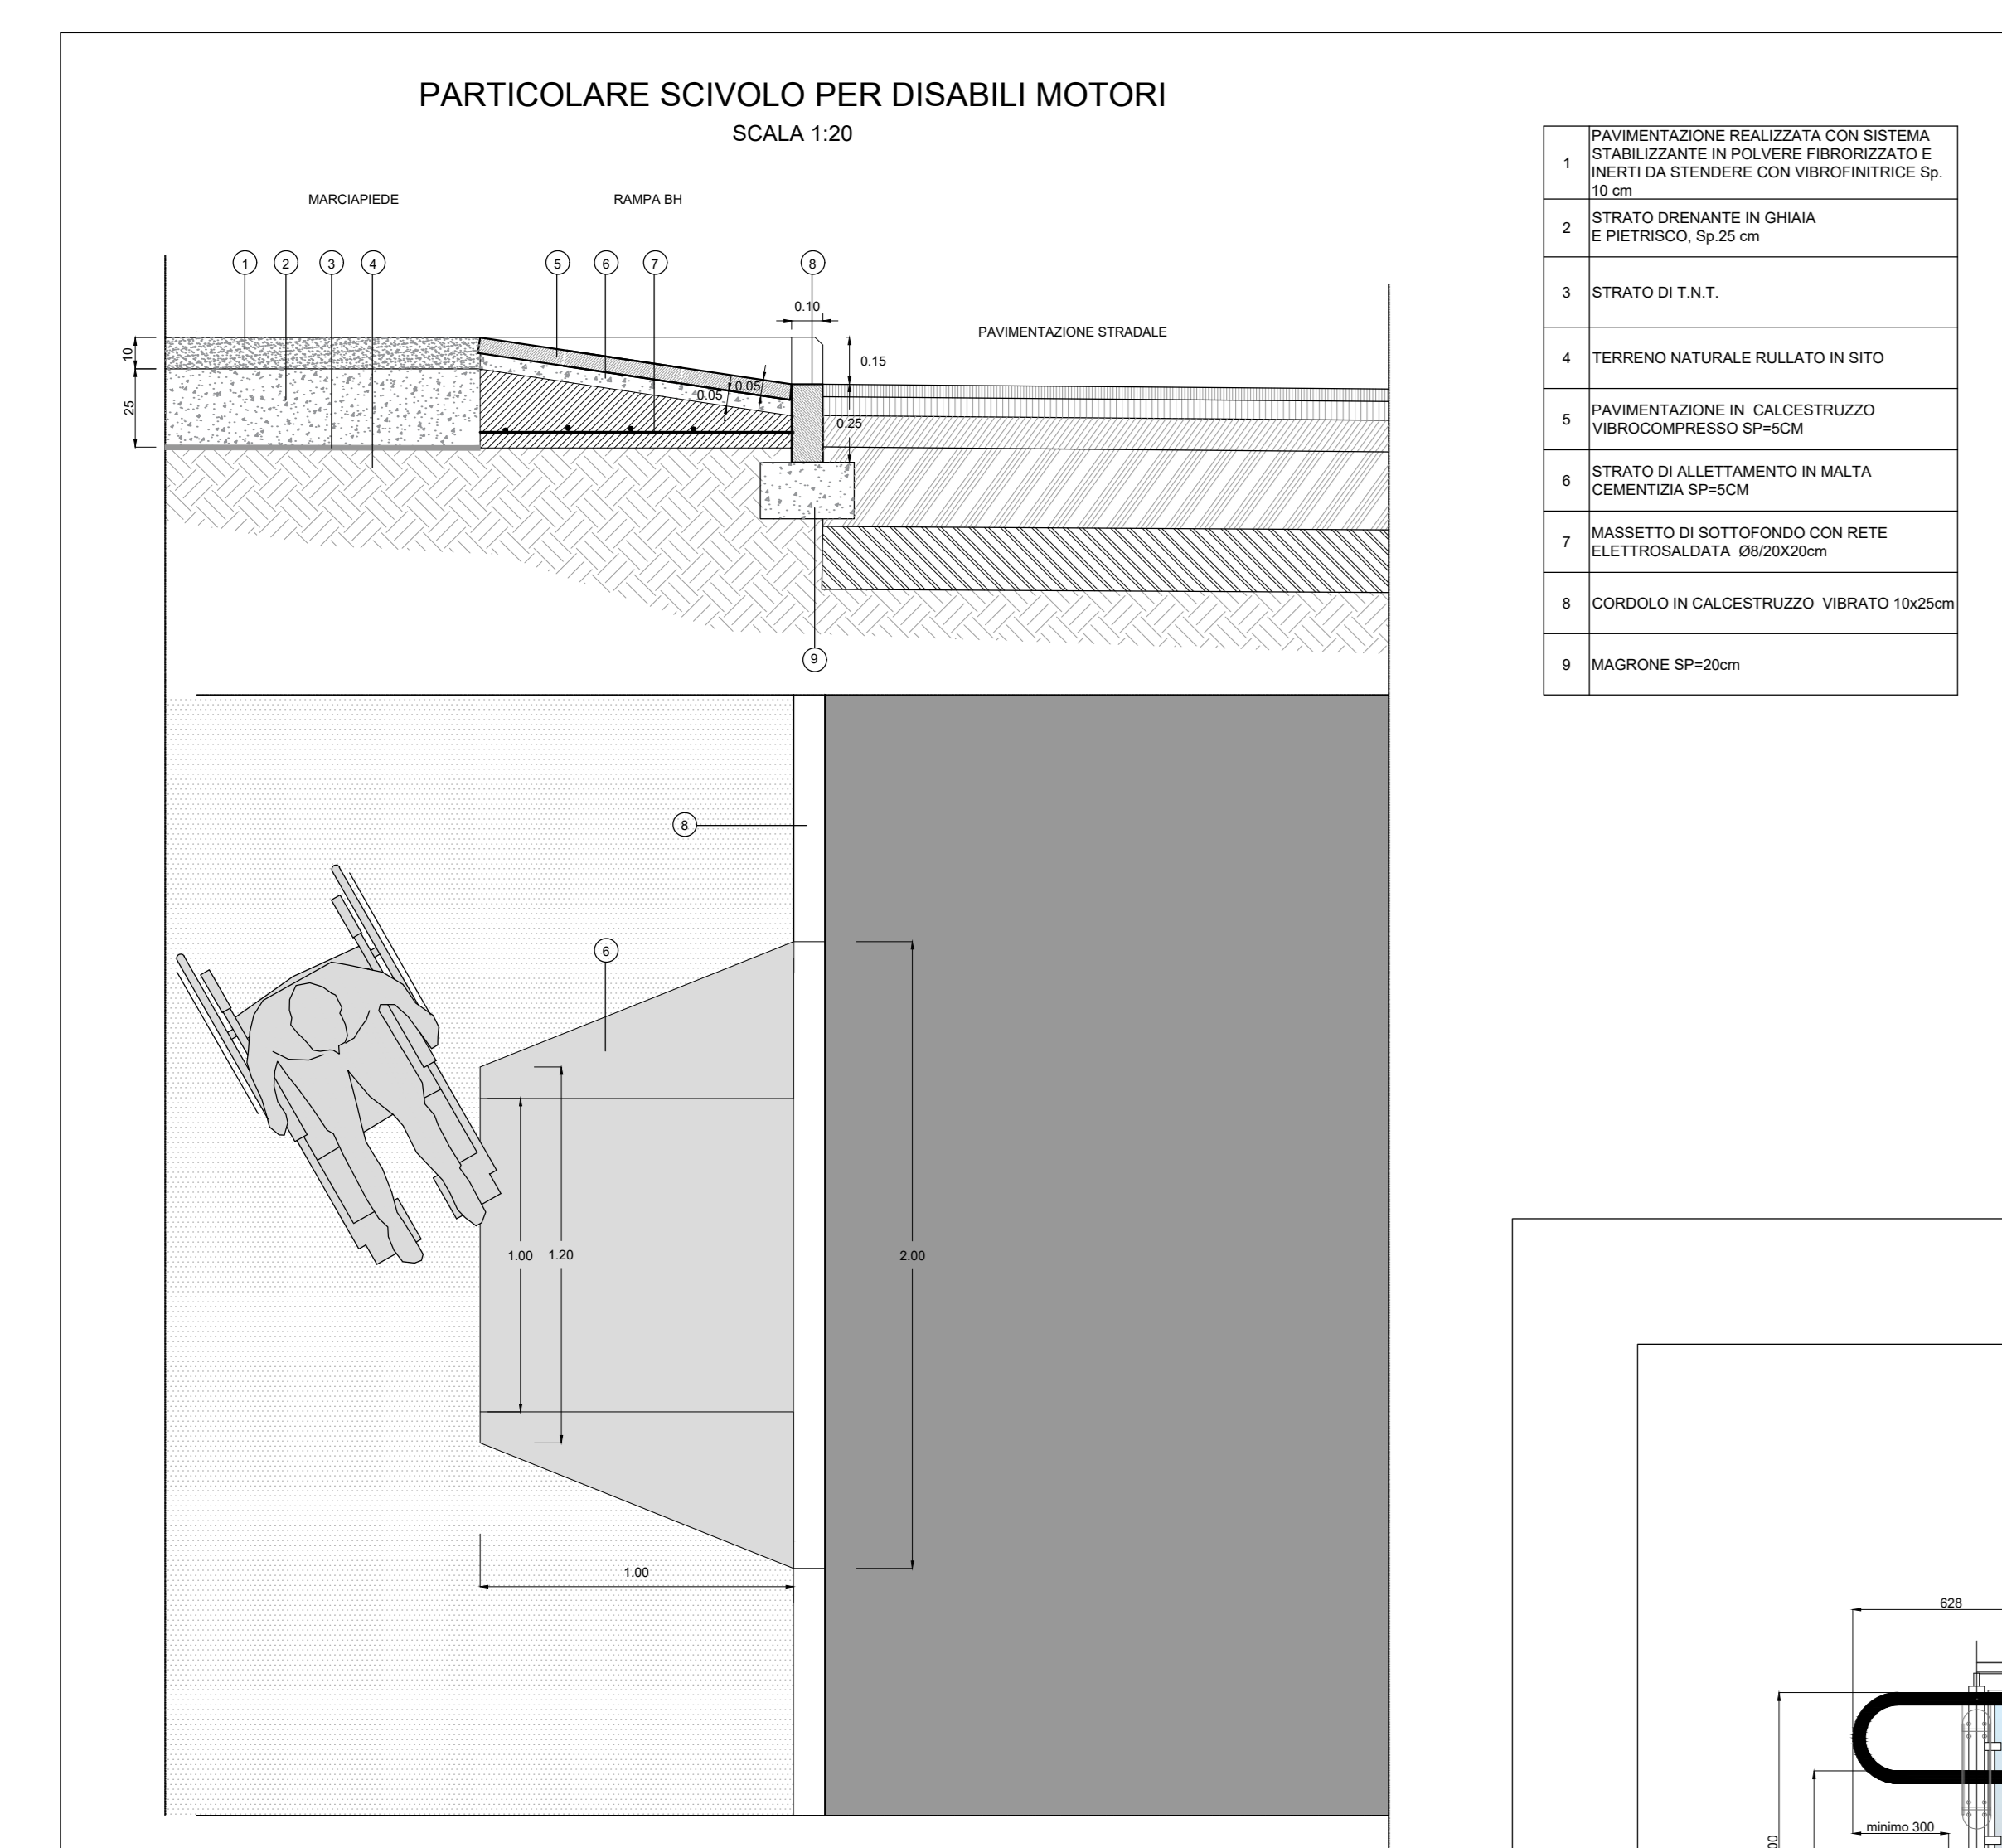 PARTICOLARE SCIVOLO PER DISABILI MOTORI
SCALA 1:20
MARCIAPIEDE
RAMPA BH
1
2
3
4
5
6
7
8
0.10
PAVIMENTAZIONE STRADALE
10
25
0.15
0.05
0.05
0.25
9
8
6
1.00
1.20
2.00
1.00
1
PAVIMENTAZIONE REALIZZATA CON SISTEMA
STABILIZZANTE IN POLVERE FIBRORIZZATO E
INERTI DA STENDERE CON VIBROFINITRICE Sp.
10 cm
2
STRATO DRENANTE IN GHIAIA
E PIETRISCO, Sp.25 cm
3
STRATO DI T.N.T.
4
TERRENO NATURALE RULLATO IN SITO
5
PAVIMENTAZIONE IN CALCESTRUZZO
VIBROCOMPRESSO SP=5CM
6
STRATO DI ALLETTAMENTO IN MALTA
CEMENTIZIA SP=5CM
7
MASSETTO DI SOTTOFONDO CON RETE
ELETTROSALDATA Ø8/20X20cm
8
CORDOLO IN CALCESTRUZZO VIBRATO 10x25cm
9
MAGRONE SP=20cm
628
minimo 300